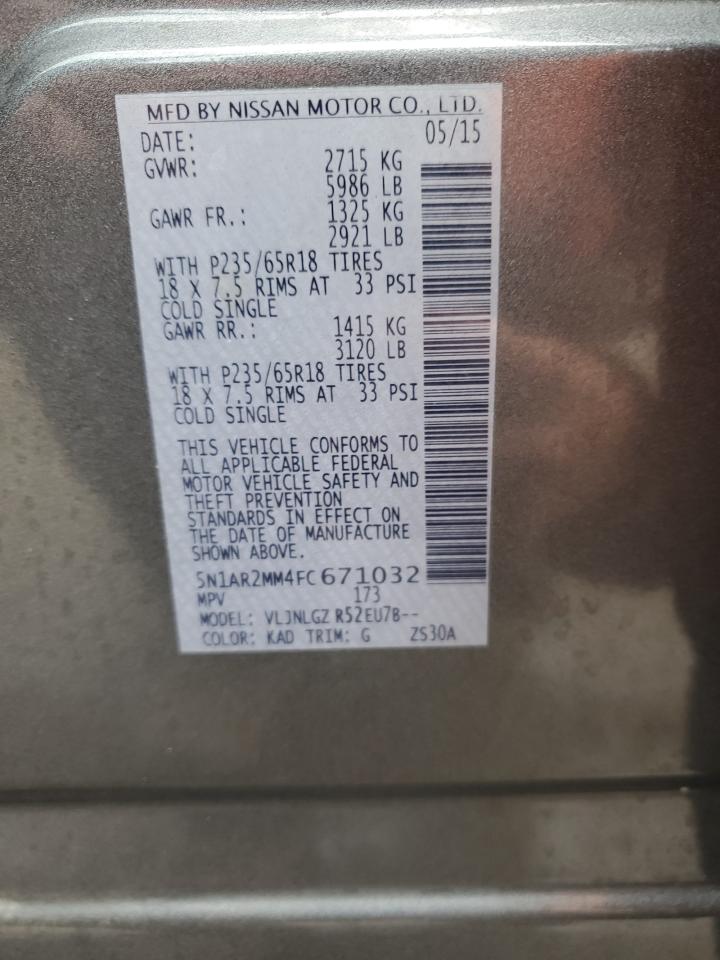 MFD BY NISSAN MOTOR CO., LTD.
DATE: 05/15
GVWR: 2715 KG
5986 LB
GAWR FR.: 1325 KG
2921 LB
WITH P235/65R18 TIRES
18 X 7.5 RIMS AT 33 PSI
COLD SINGLE
GAWR RR.: 1415 KG
3120 LB
WITH P235/65R18 TIRES
18 X 7.5 RIMS AT 33 PSI
COLD SINGLE
THIS VEHICLE CONFORMS TO
ALL APPLICABLE FEDERAL
MOTOR VEHICLE SAFETY AND
THEFT PREVENTION
STANDARDS IN EFFECT ON
THE DATE OF MANUFACTURE
SHOWN ABOVE.
5N1AR2MM4FC671032
MPV 173
MODEL: VLJNLGZ R52EU7B--
COLOR: KAD TRIM: G ZS30A